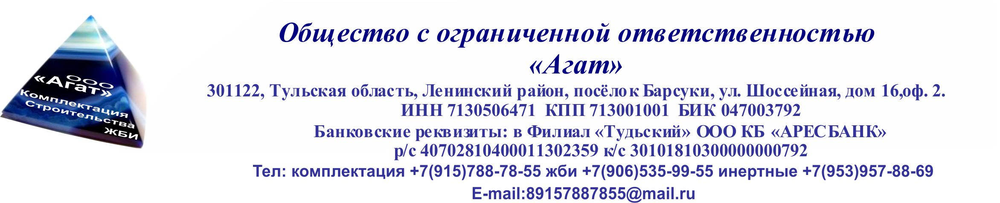 ООО
«Агат»
Комплектация
Строительства
ЖБИ
Общество с ограниченной ответственностью
«Агат»
301122, Тульская область, Ленинский район, посёлок Барсуки, ул. Шоссейная, дом 16,оф. 2.
ИНН 7130506471 КПП 713001001 БИК 047003792
Банковские реквизиты: в Филиал «Тудьский» ООО КБ «АРЕСБАНК»
р/с 40702810400011302359 к/с 30101810300000000792
Тел: комплектация +7(915)788-78-55 жби +7(906)535-99-55 инертные +7(953)957-88-69
E-mail:89157887855@mail.ru